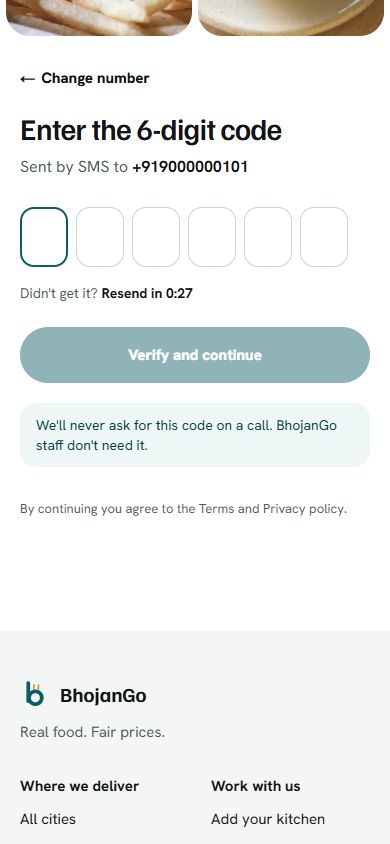 ← Change number
Enter the 6-digit code
Sent by SMS to +919000000101
Didn't get it? Resend in 0:27
Verify and continue
We'll never ask for this code on a call. BhojanGo
staff don't need it.
By continuing you agree to the Terms and Privacy policy.
BhojanGo
Real food. Fair prices.
Where we deliver
All cities
Work with us
Add your kitchen